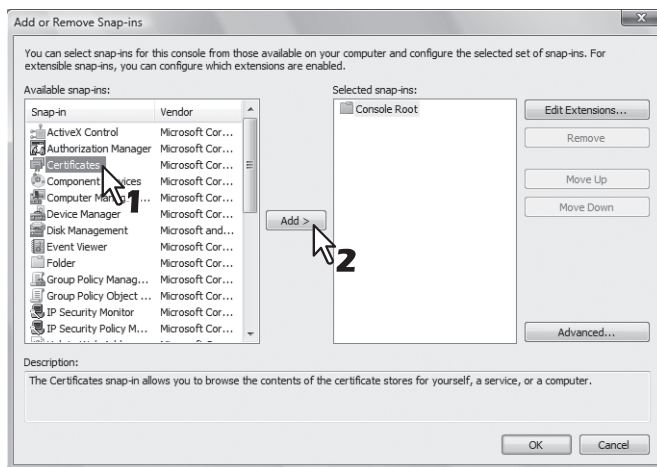 Add or Remove Snap-ins
You can select snap-ins for this console from those available on your computer and configure the selected set of snap-ins. For
extensible snap-ins, you can configure which extensions are enabled.
Available snap-ins:
Snap-in Vendor
ActiveX Control Microsoft Cor...
Authorization Manager Microsoft Cor...
Certificates Microsoft Cor...
Component Microsoft Cor...
Computer Microsoft Cor...
Device Manager Microsoft Cor...
Disk Management Microsoft and...
Event Viewer Microsoft Cor...
Folder Microsoft Cor...
Group Policy Manag... Microsoft Cor...
Group Policy Object ... Microsoft Cor...
IP Security Monitor Microsoft Cor...
IP Security Policy M... Microsoft Cor...
1
Add >
2
Selected snap-ins:
Console Root
Edit Extensions...
Remove
Move Up
Move Down
Advanced...
Description:
The Certificates snap-in allows you to browse the contents of the certificate stores for yourself, a service, or a computer.
OK Cancel